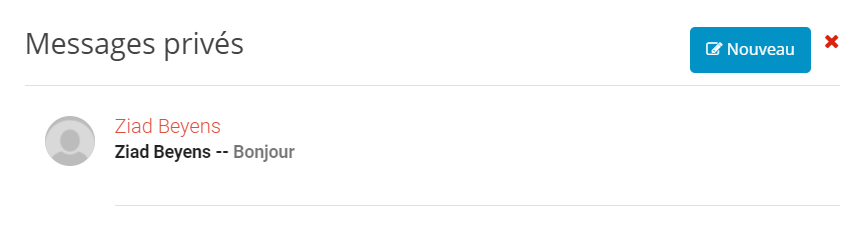 Messages privés
Nouveau
Ziad Beyens
Ziad Beyens -- Bonjour